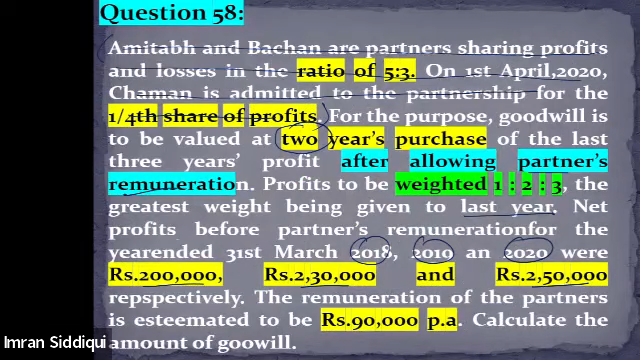 Question 58:
Amitabh and Bachan are partners sharing profits
and losses in the ratio of 5:3. On 1st April,2020,
Chaman is admitted to the partnership for the
1/4th share of profits. For the purpose, goodwill is
to be valued at two year's purchase of the last
three years' profit after allowing partner's
remuneration. Profits to be weighted 1 : 2 : 3, the
greatest weight being given to last year. Net
profits before partner's remunerationfor the
yearended 31st March 2018, 2019 an 2020 were
Rs.200,000, Rs.2,30,000 and Rs.2,50,000
repspectively. The remuneration of the partners
is esteemated to be Rs.90,000 p.a. Calculate the
amount of goowill.
Imran Siddiqui